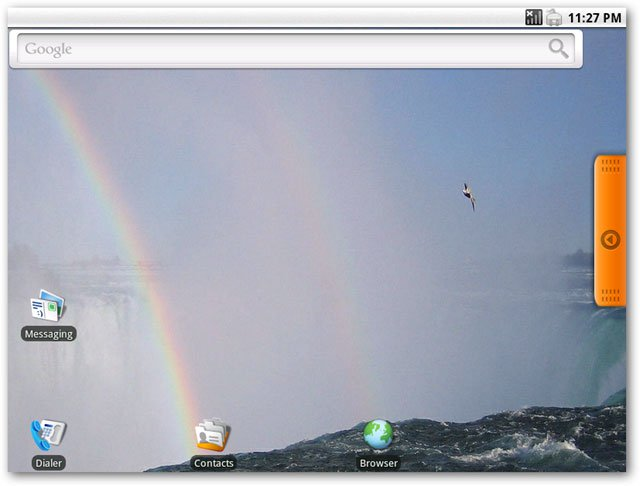 11:27 PM
Google
Messaging
Dialer
Contacts
Browser